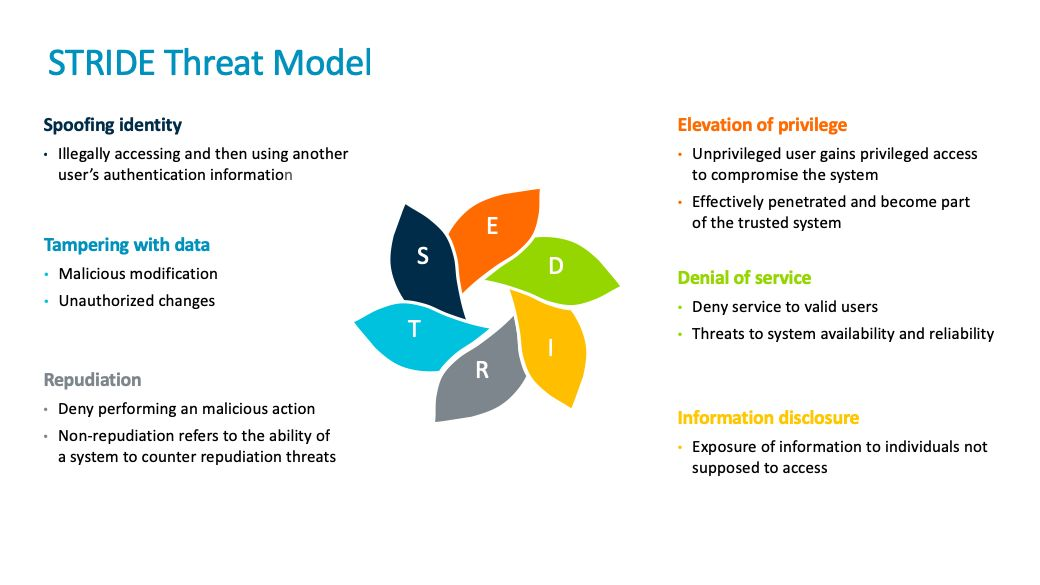 STRIDE Threat Model
Spoofing identity
• Illegally accessing and then using another
user's authentication information
Tampering with data
• Malicious modification
• Unauthorized changes
Repudiation
• Deny performing an malicious action
• Non-repudiation refers to the ability of
a system to counter repudiation threats
S
E
D
T
R
I
Elevation of privilege
• Unprivileged user gains privileged access
to compromise the system
• Effectively penetrated and become part
of the trusted system
Denial of service
• Deny service to valid users
• Threats to system availability and reliability
Information disclosure
• Exposure of information to individuals not
supposed to access